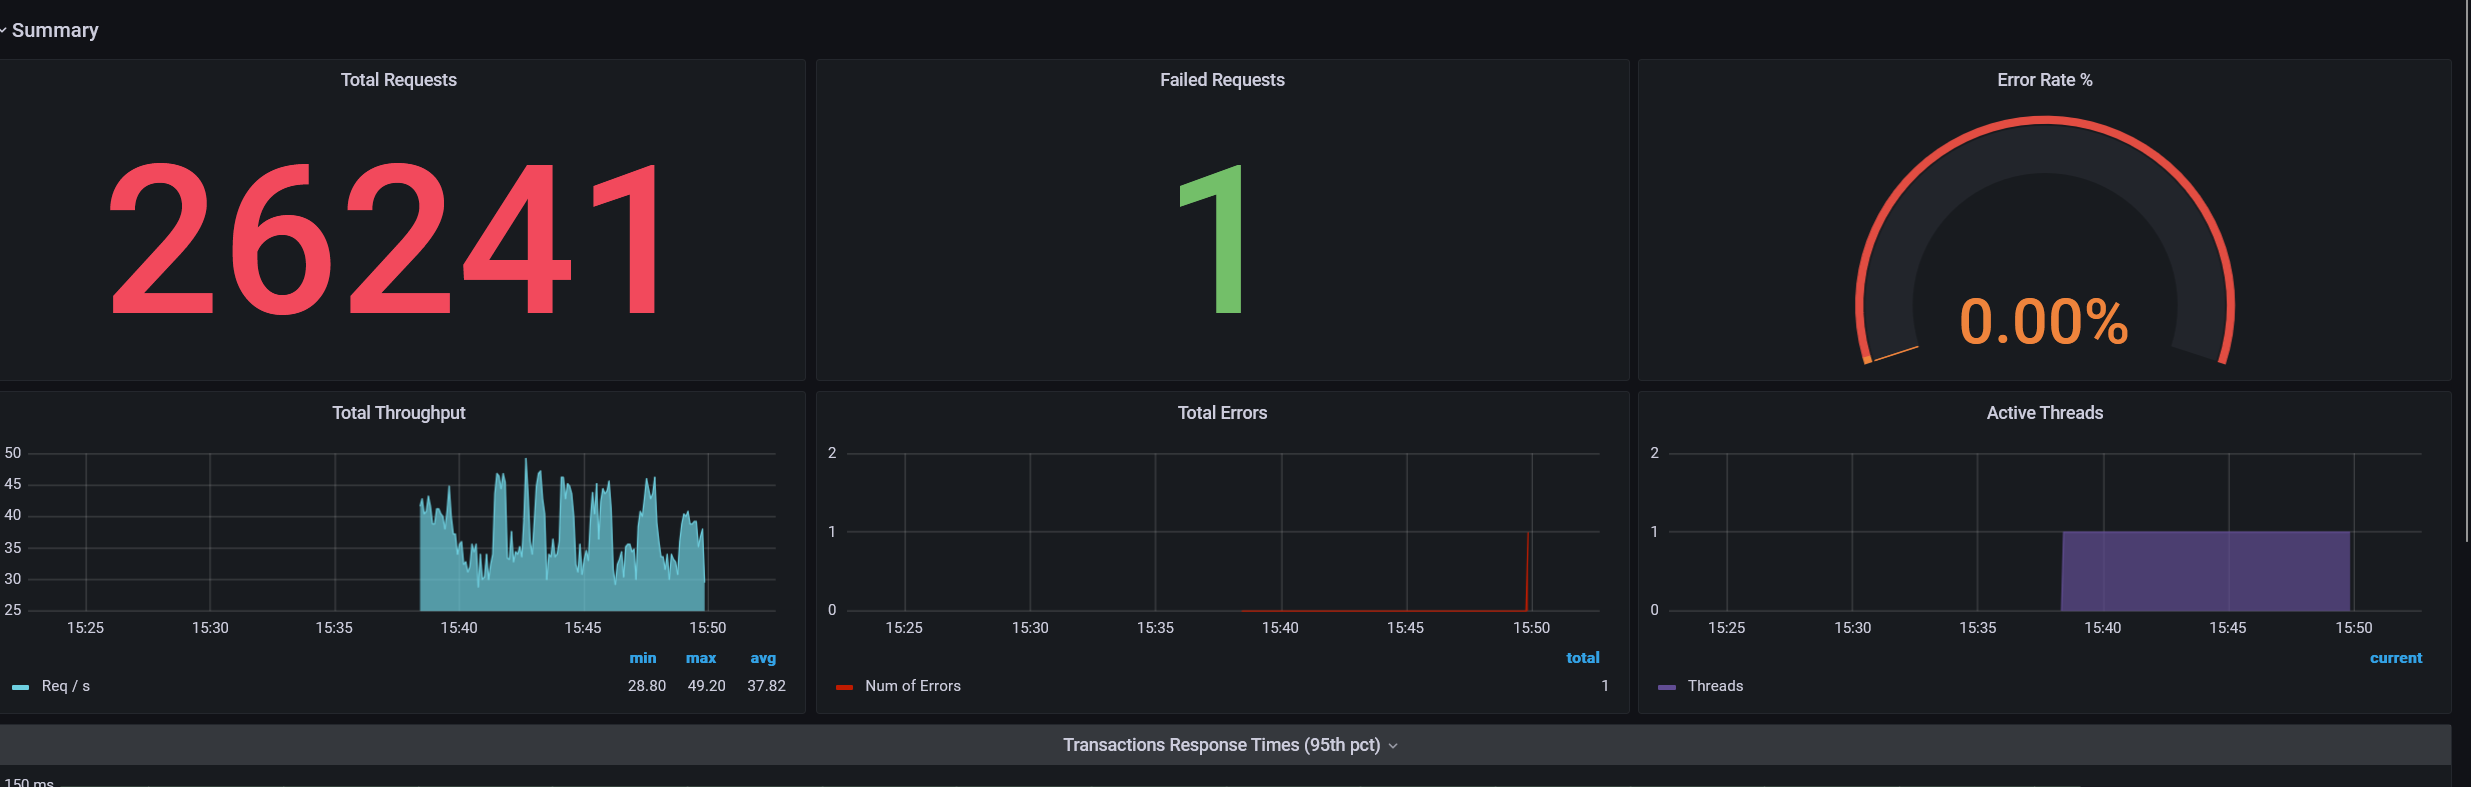 Summary
Total Requests
Failed Requests
Error Rate %
26241
1
0.00%
Total Throughput
Total Errors
Active Threads
50
45
40
35
30
25
15:25 15:30 15:35 15:40 15:45 15:50
min max avg
Req / s 28.80 49.20 37.82
2
1
0
15:25 15:30 15:35 15:40 15:45 15:50
total
Num of Errors 1
2
1
0
15:25 15:30 15:35 15:40 15:45 15:50
current
Threads
Transactions Response Times (95th pct)
150 ms